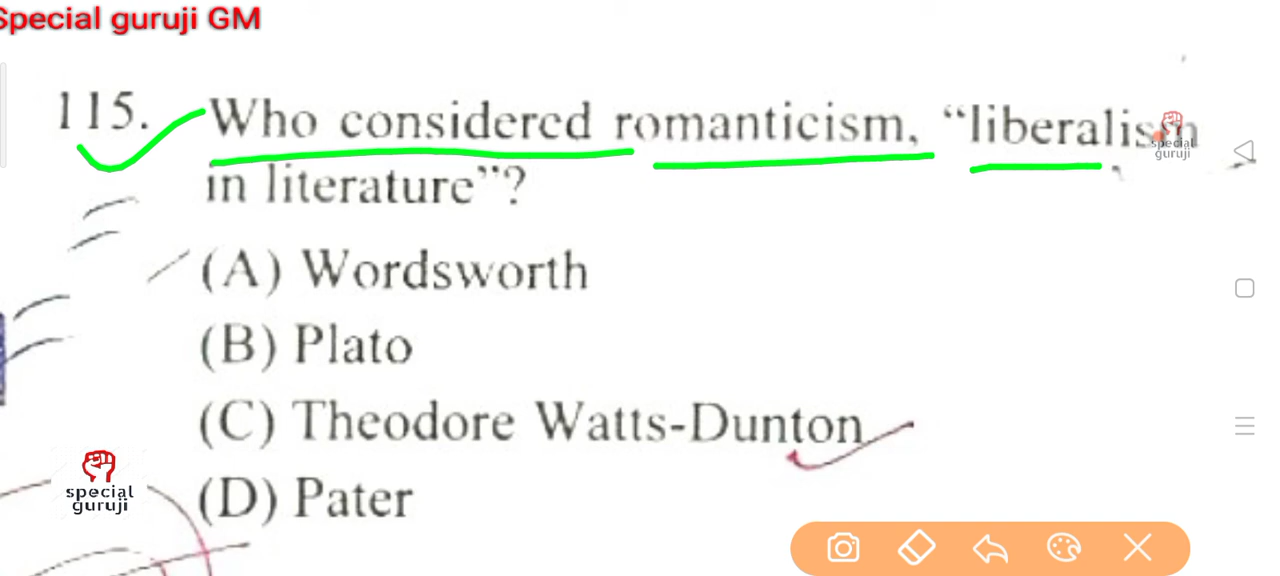 Special guruji GM
115. Who considered romanticism, “liberalism
special
guruji
in literature”?
(A) Wordsworth
(B) Plato
(C) Theodore Watts-Dunton
special
guruji
(D) Pater